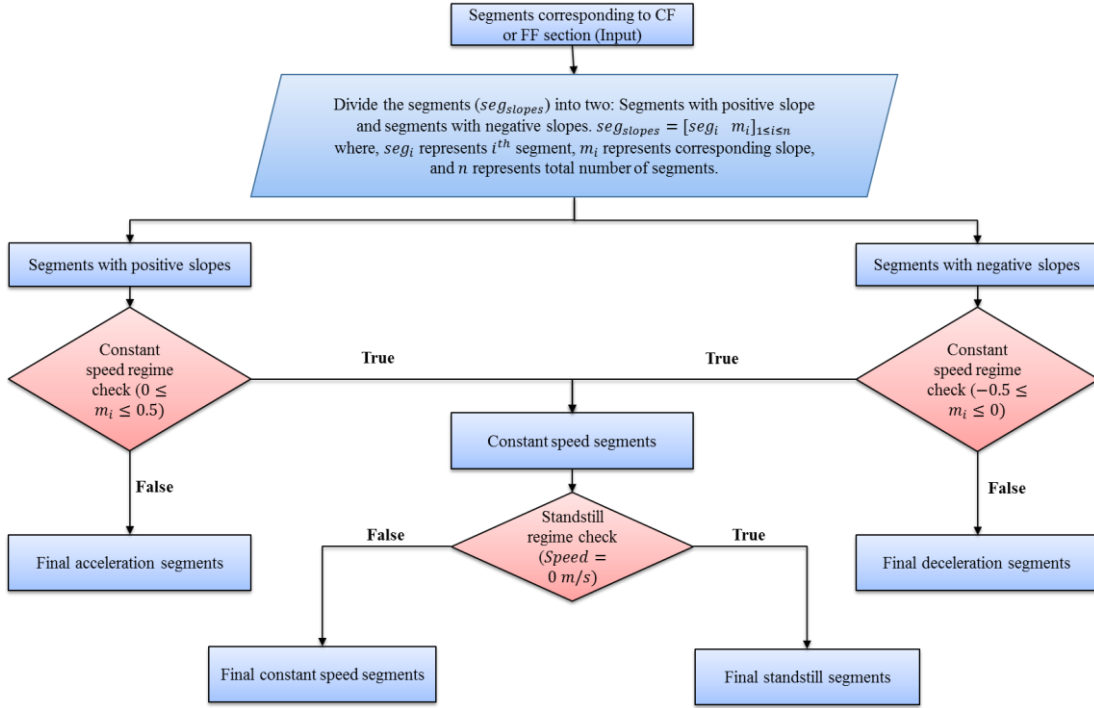 Segments corresponding to CF
or FF section (Input)
Divide the segments (seg_slopes) into two: Segments with positive slope
and segments with negative slopes. seg_slopes = [seg_i m_i]_1≤i≤n
where, seg_i represents i^th segment, m_i represents corresponding slope,
and n represents total number of segments.
Segments with positive slopes
Segments with negative slopes
Constant
speed regime
check (0 ≤
m_i ≤ 0.5)
True
True
Constant
speed regime
check (−0.5 ≤
m_i ≤ 0)
Constant speed segments
False
False
Final acceleration segments
False
Standstill
regime check
(Speed =
0 m/s)
True
Final deceleration segments
Final constant speed segments
Final standstill segments